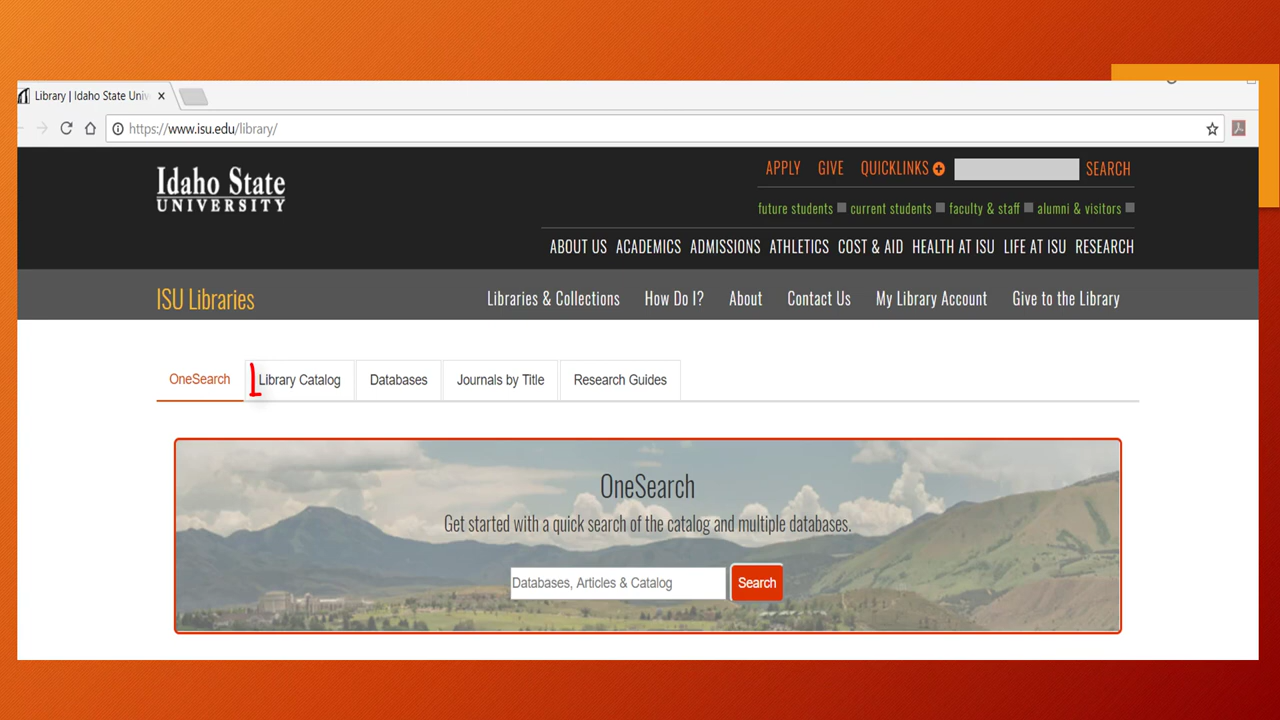 Library | Idaho State Univ
https://www.isu.edu/library/
Idaho State
UNIVERSITY
APPLY GIVE QUICKLINKS SEARCH
future students current students faculty & staff alumni & visitors
ABOUT US ACADEMICS ADMISSIONS ATHLETICS COST & AID HEALTH AT ISU LIFE AT ISU RESEARCH
ISU Libraries
Libraries & Collections How Do I? About Contact Us My Library Account Give to the Library
OneSearch Library Catalog Databases Journals by Title Research Guides
OneSearch
Get started with a quick search of the catalog and multiple databases.
Databases, Articles & Catalog Search